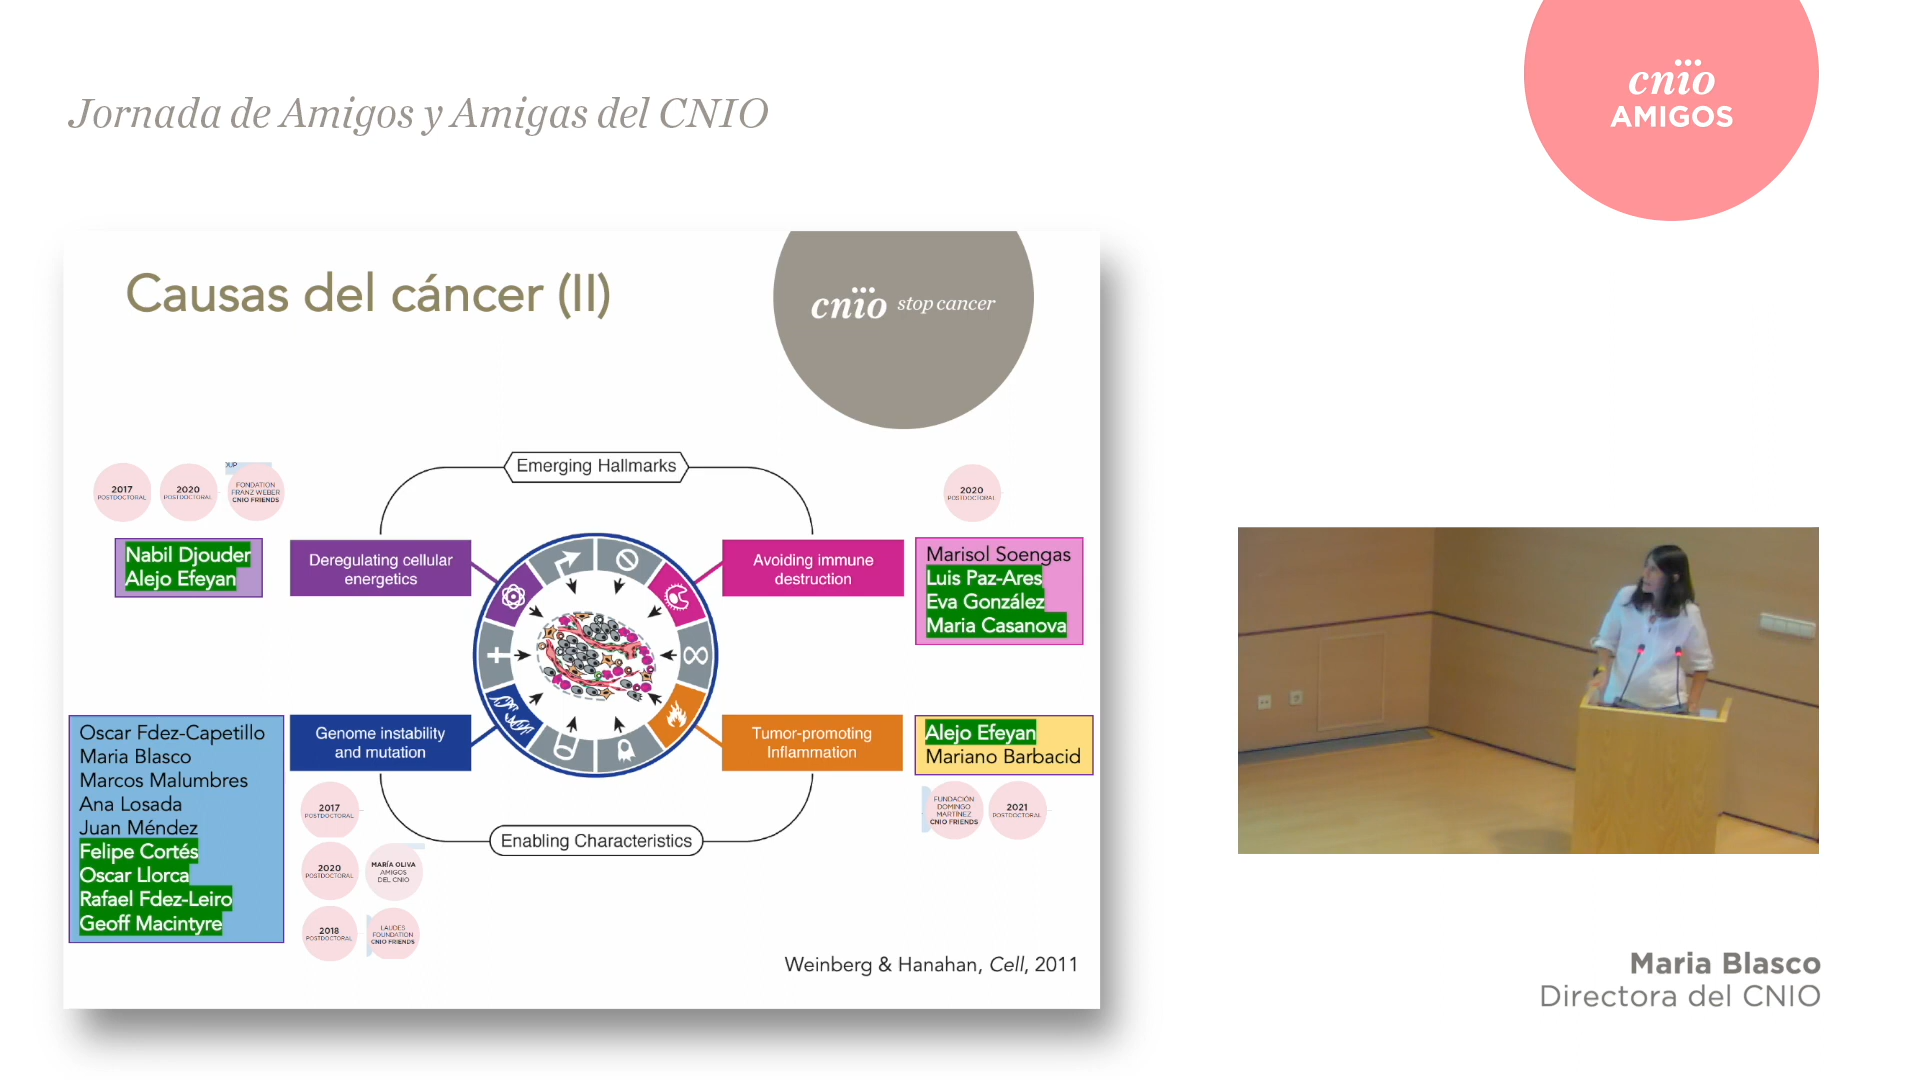 Jornada de Amigos y Amigas del CNIO
cnio
AMIGOS
Causas del cáncer (II)
cnio stop cancer
Emerging Hallmarks
2017
POSTDOCTORAL
2020
POSTDOCTORAL
FONDATION
FRANZ WEBER
CNIO FRIENDS
2020
POSTDOCTORAL
Nabil Djouder
Alejo Efeyan
Deregulating cellular
energetics
Avoiding immune
destruction
Marisol Soengas
Luis Paz-Ares
Eva González
Maria Casanova
Oscar Fdez-Capetillo
Maria Blasco
Marcos Malumbres
Ana Losada
Juan Méndez
Felipe Cortés
Oscar Llorca
Rafael Fdez-Leiro
Geoff Macintyre
Genome instability
and mutation
Tumor-promoting
Inflammation
Alejo Efeyan
Mariano Barbacid
2017
POSTDOCTORAL
2020
POSTDOCTORAL
MARÍA OLIVA
AMIGOS
DEL CNIO
2018
POSTDOCTORAL
LAUDES
FOUNDATION
CNIO FRIENDS
Enabling Characteristics
FUNDACIÓN
DOMINGO
MARTÍNEZ
CNIO FRIENDS
2021
POSTDOCTORAL
Weinberg & Hanahan, Cell, 2011
Maria Blasco
Directora del CNIO